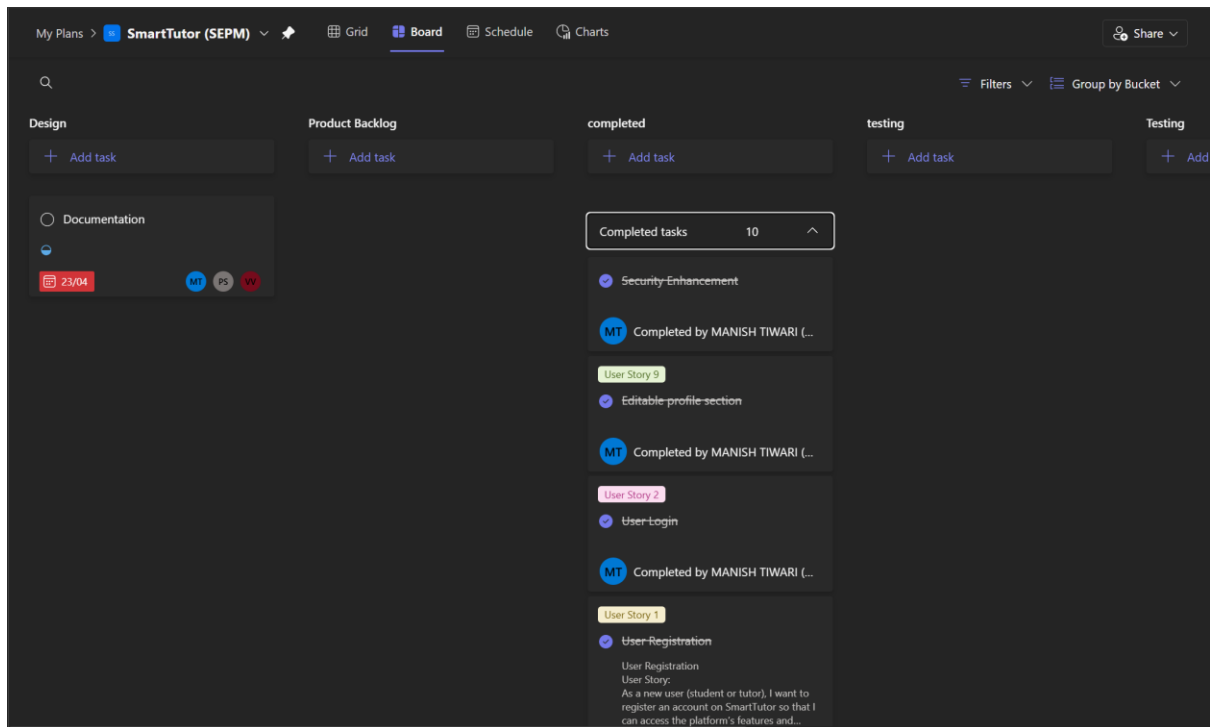 My Plans > SS SmartTutor (SEPM)
Grid
Board
Schedule
Charts
Share
Filters
Group by Bucket
Design
+ Add task
Documentation
23/04
MT PS VV
Product Backlog
+ Add task
completed
+ Add task
Completed tasks 10
Security Enhancement
MT Completed by MANISH TIWARI (...
User Story 9
Editable profile section
MT Completed by MANISH TIWARI (...
User Story 2
User Login
MT Completed by MANISH TIWARI (...
User Story 1
User Registration
User Registration
User Story:
As a new user (student or tutor), I want to
register an account on SmartTutor so that I
can access the platform's features and...
testing
+ Add task
Testing
+ Add